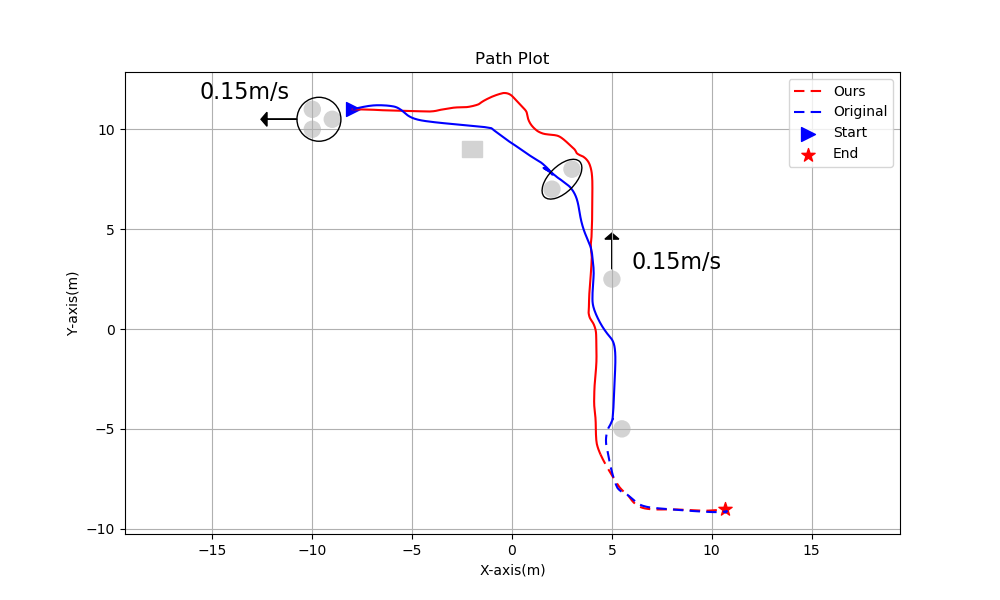 Path Plot
0.15m/s
Ours
Original
Start
End
0.15m/s
10
5
0
−5
−10
Y-axis(m)
−15
−10
−5
0
5
10
15
X-axis(m)